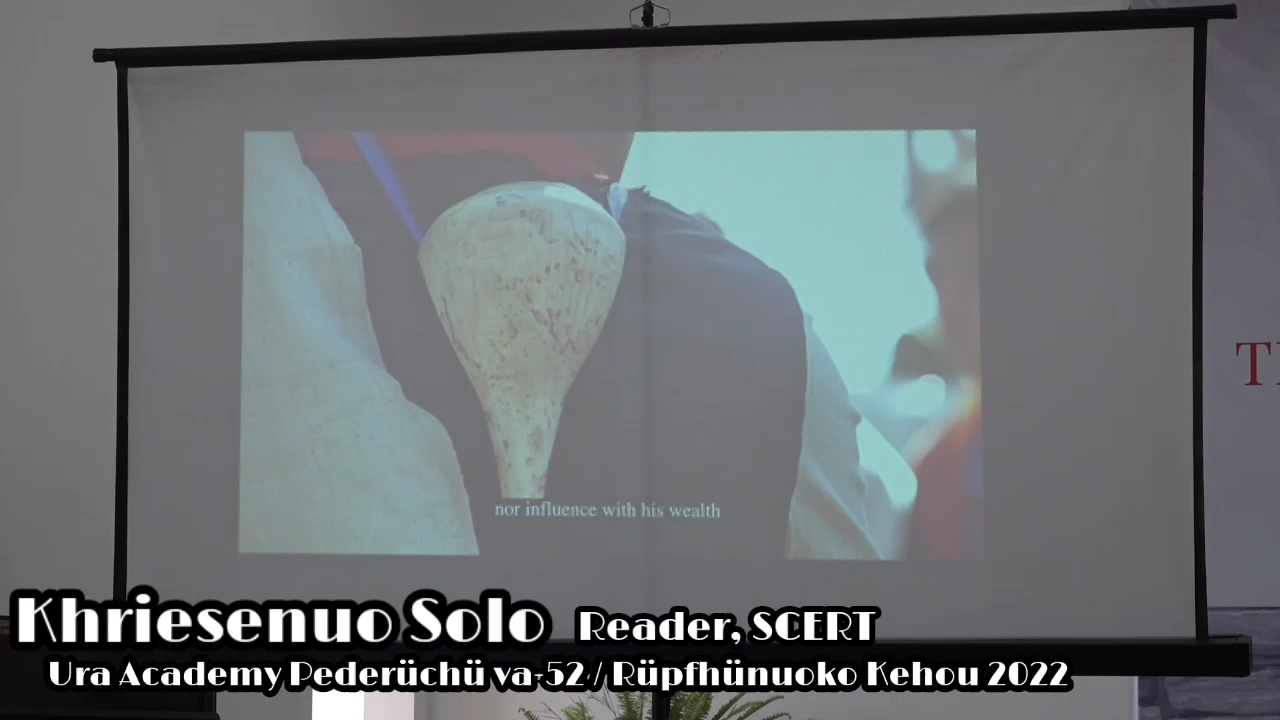 nor influence with his wealth
Khriesenuo Solo Reader, SCERT
Ura Academy Pederüchü va-52 / Rüpfhünuoko Kehou 2022